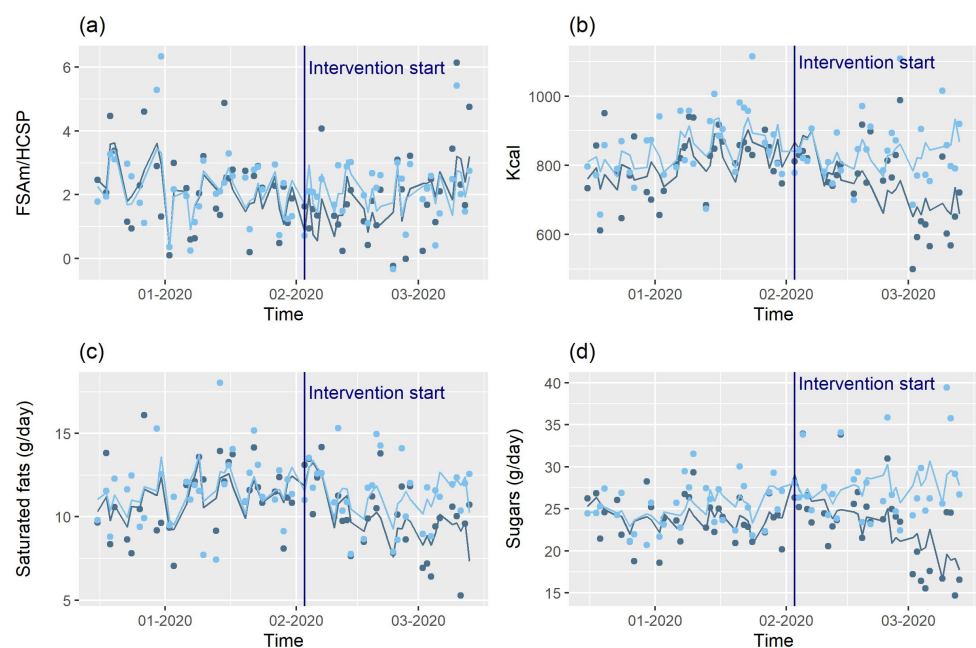 (a)
FSAm/HCSP
6
4
2
0
Intervention start
01-2020
02-2020
03-2020
Time
(b)
Kcal
1000
800
600
Intervention start
01-2020
02-2020
03-2020
Time
(c)
Saturated fats (g/day)
15
10
5
Intervention start
01-2020
02-2020
03-2020
Time
(d)
Sugars (g/day)
40
35
30
25
20
15
Intervention start
01-2020
02-2020
03-2020
Time